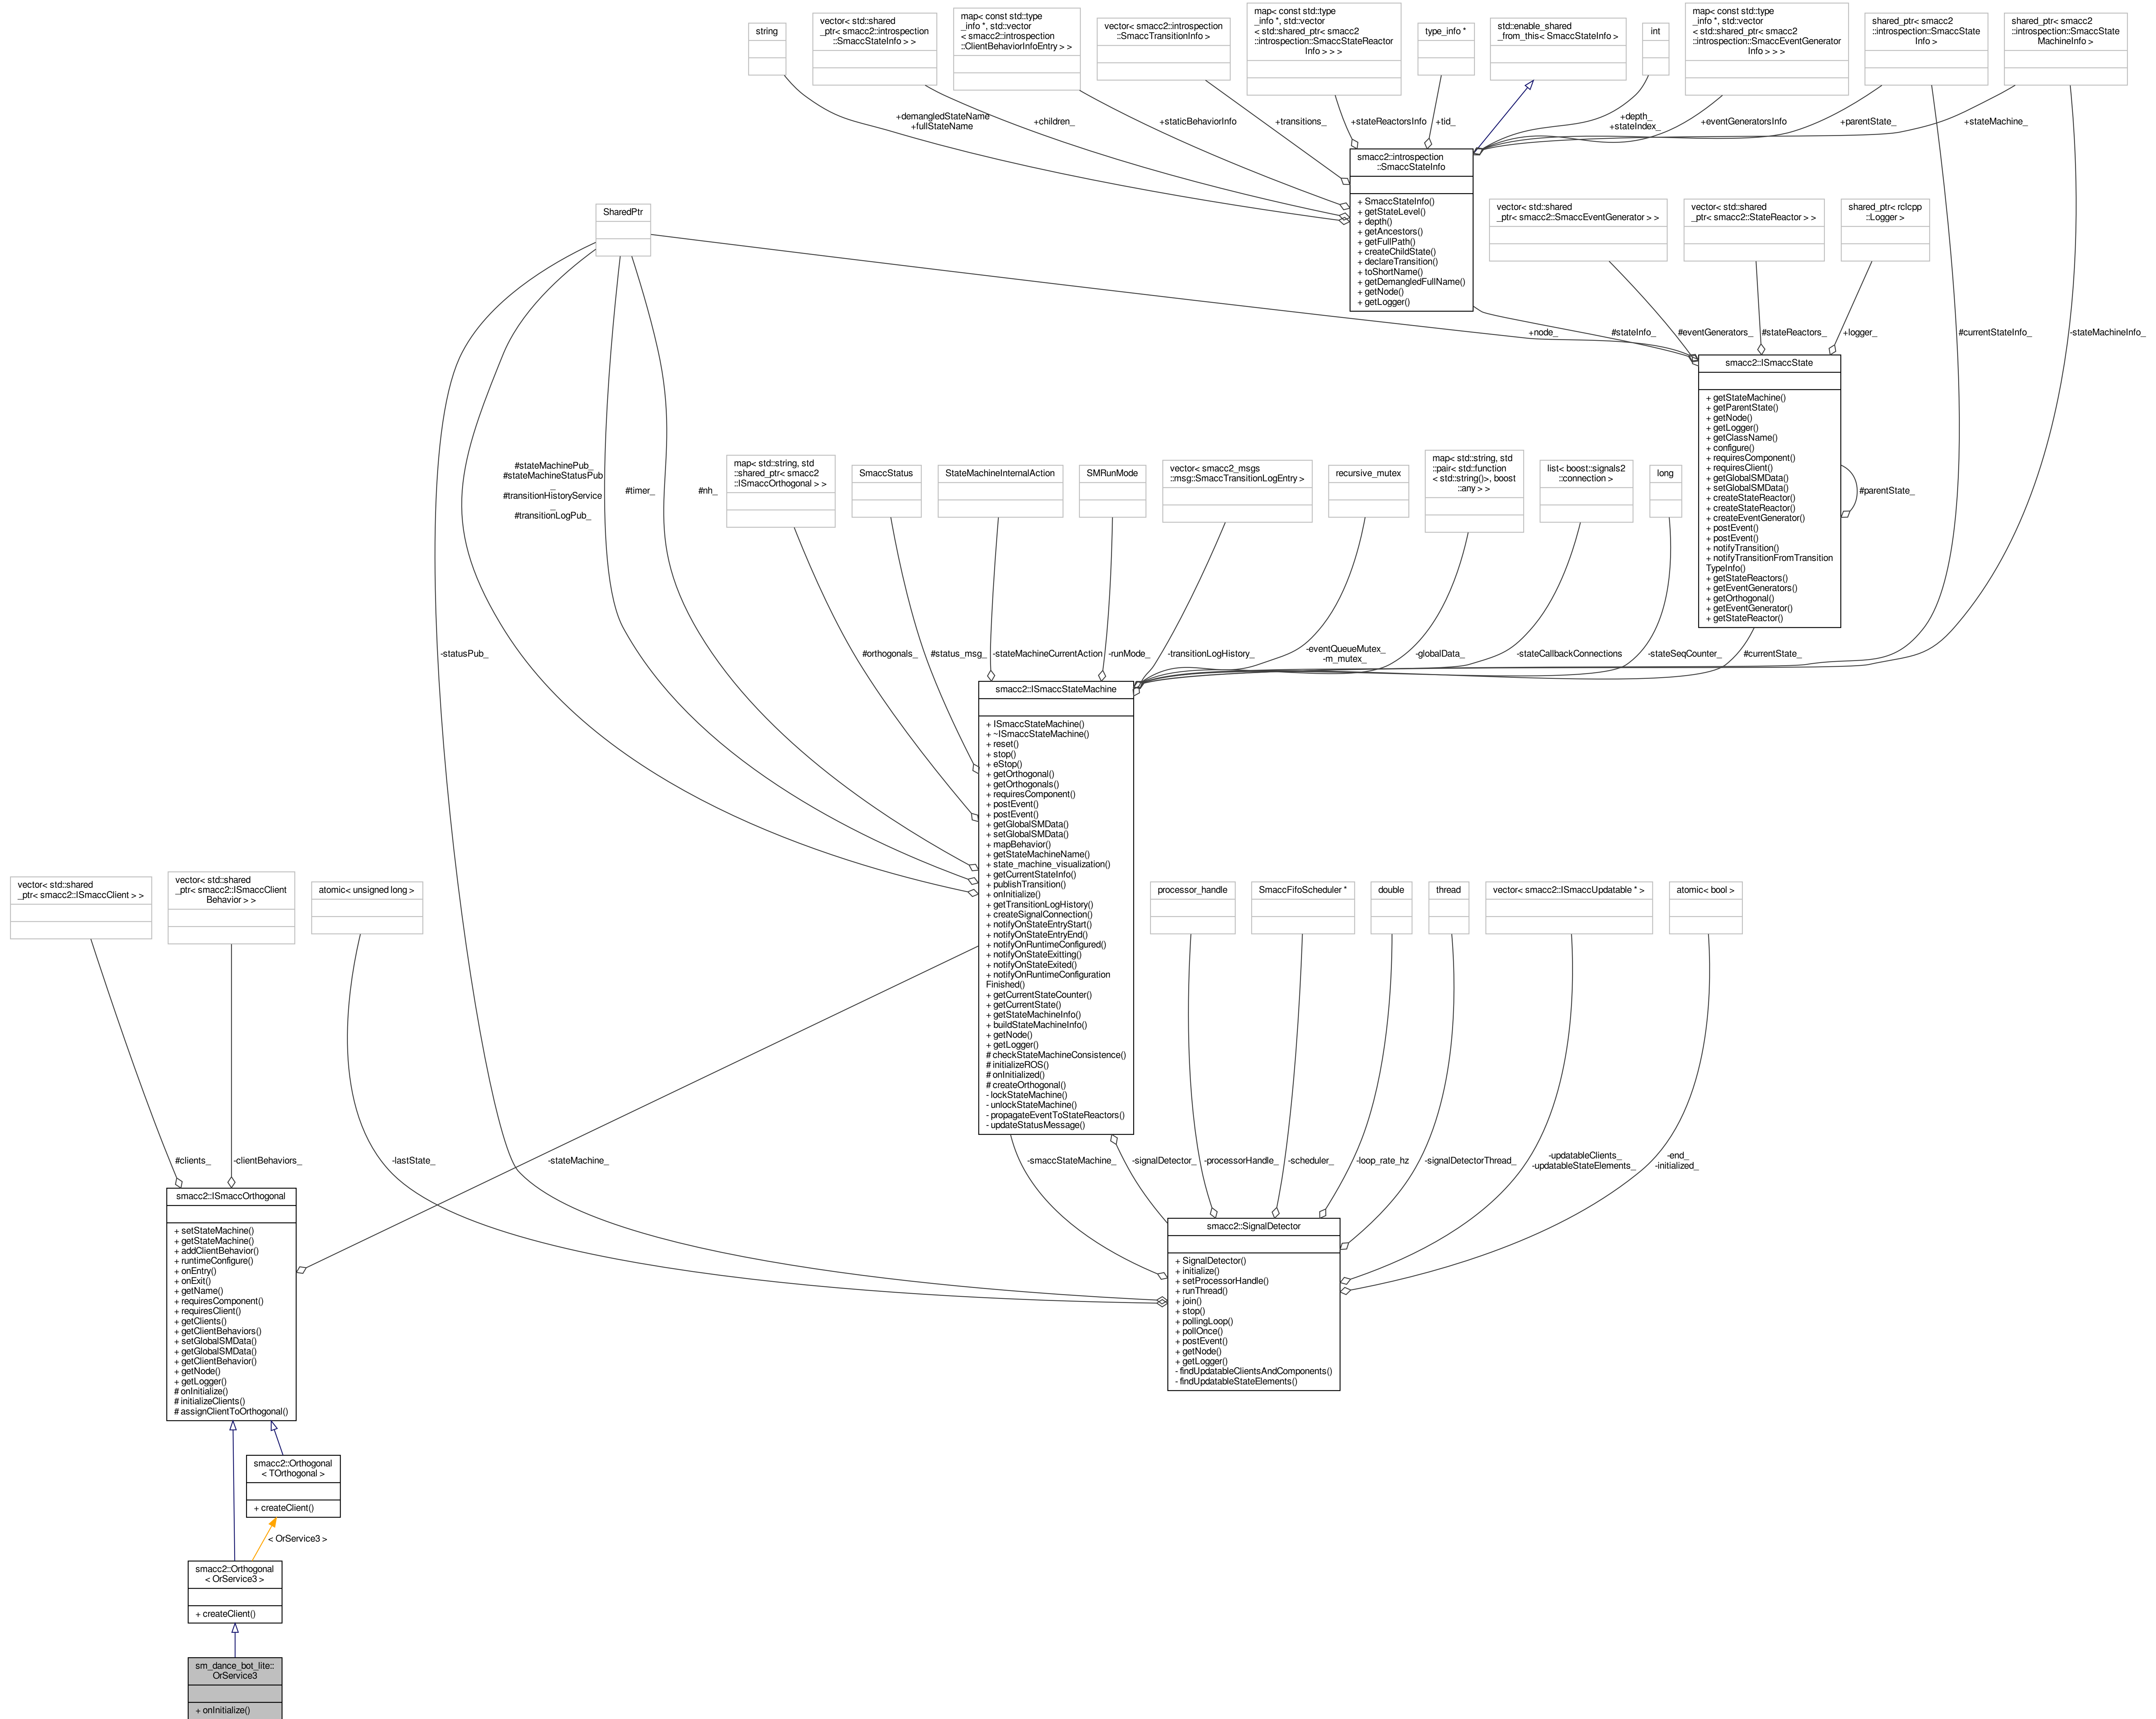 string
vector< std::shared
_ptr< smacc2::introspection
::SmaccStateInfo > >
map< const std::type
_info *, std::vector
< smacc2::introspection
::ClientBehaviorInfoEntry > >
vector< smacc2::introspection
::SmaccTransitionInfo >
map< const std::type
_info *, std::vector
< std::shared_ptr< smacc2
::introspection::SmaccStateReactor
Info > > >
type_info *
std::enable_shared
_from_this< SmaccStateInfo >
int
map< const std::type
_info *, std::vector
< std::shared_ptr< smacc2
::introspection::SmaccEventGenerator
Info > > >
shared_ptr< smacc2
::introspection::SmaccState
Info >
shared_ptr< smacc2
::introspection::SmaccState
MachineInfo >
+demangledStateName
+fullStateName
+children_
+staticBehaviorInfo
+transitions_
+stateReactorsInfo
+tid_
+depth_
+stateIndex_
+eventGeneratorsInfo
+parentState_
+stateMachine_
smacc2::introspection
::SmaccStateInfo
+ SmaccStateInfo()
+ getStateLevel()
+ depth()
+ getAncestors()
+ getFullPath()
+ createChildState()
+ declareTransition()
+ toShortName()
+ getDemangledFullName()
+ getNode()
+ getLogger()
SharedPtr
vector< std::shared
_ptr< smacc2::SmaccEventGenerator > >
vector< std::shared
_ptr< smacc2::StateReactor > >
shared_ptr< rclcpp
::Logger >
+node_
#stateInfo_
#eventGenerators_
#stateReactors_
+logger_
#currentStateInfo_
-stateMachineInfo_
smacc2::ISmaccState
+ getStateMachine()
+ getParentState()
+ getNode()
+ getLogger()
+ getClassName()
+ configure()
+ requiresComponent()
+ requiresClient()
+ getGlobalSMData()
+ setGlobalSMData()
+ createStateReactor()
+ createStateReactor()
+ createEventGenerator()
+ postEvent()
+ postEvent()
+ notifyTransition()
+ notifyTransitionFromTransition
TypeInfo()
+ getStateReactors()
+ getEventGenerators()
+ getOrthogonal()
+ getEventGenerator()
+ getStateReactor()
#parentState_
#stateMachinePub_
#stateMachineStatusPub
_
#transitionHistoryService
_
#transitionLogPub_
#timer_
#nh_
map< std::string, std
::shared_ptr< smacc2
::ISmaccOrthogonal > >
SmaccStatus
StateMachineInternalAction
SMRunMode
vector< smacc2_msgs
::msg::SmaccTransitionLogEntry >
recursive_mutex
map< std::string, std
::pair< std::function
< std::string()>, boost
::any > >
list< boost::signals2
::connection >
long
-statusPub_
#orthogonals_
#status_msg_
-stateMachineCurrentAction
-runMode_
-transitionLogHistory_
-eventQueueMutex_
-m_mutex_
-globalData_
-stateCallbackConnections
-stateSeqCounter_
#currentState_
smacc2::ISmaccStateMachine
+ ISmaccStateMachine()
+ ~ISmaccStateMachine()
+ reset()
+ stop()
+ eStop()
+ getOrthogonal()
+ getOrthogonals()
+ requiresComponent()
+ postEvent()
+ postEvent()
+ getGlobalSMData()
+ setGlobalSMData()
+ mapBehavior()
+ getStateMachineName()
+ state_machine_visualization()
+ getCurrentStateInfo()
+ publishTransition()
+ onInitialize()
+ getTransitionLogHistory()
+ createSignalConnection()
+ notifyOnStateEntryStart()
+ notifyOnStateEntryEnd()
+ notifyOnRuntimeConfigured()
+ notifyOnStateExitting()
+ notifyOnStateExited()
+ notifyOnRuntimeConfiguration
Finished()
+ getCurrentStateCounter()
+ getCurrentState()
+ getStateMachineInfo()
+ buildStateMachineInfo()
+ getNode()
+ getLogger()
# checkStateMachineConsistence()
# initializeROS()
# onInitialized()
# createOrthogonal()
- lockStateMachine()
- unlockStateMachine()
- propagateEventToStateReactors()
- updateStatusMessage()
vector< std::shared
_ptr< smacc2::ISmaccClient > >
vector< std::shared
_ptr< smacc2::ISmaccClient
Behavior > >
atomic< unsigned long >
processor_handle
SmaccFifoScheduler *
double
thread
vector< smacc2::ISmaccUpdatable * >
atomic< bool >
#clients_
-clientBehaviors_
-lastState_
-stateMachine_
-smaccStateMachine_
-signalDetector_
-processorHandle_
-scheduler_
-loop_rate_hz
-signalDetectorThread_
-updatableClients_
-updatableStateElements_
-end_
-initialized_
smacc2::ISmaccOrthogonal
+ setStateMachine()
+ getStateMachine()
+ addClientBehavior()
+ runtimeConfigure()
+ onEntry()
+ onExit()
+ getName()
+ requiresComponent()
+ requiresClient()
+ getClients()
+ getClientBehaviors()
+ setGlobalSMData()
+ getGlobalSMData()
+ getClientBehavior()
+ getNode()
+ getLogger()
# onInitialize()
# initializeClients()
# assignClientToOrthogonal()
smacc2::SignalDetector
+ SignalDetector()
+ initialize()
+ setProcessorHandle()
+ runThread()
+ join()
+ stop()
+ pollingLoop()
+ pollOnce()
+ postEvent()
+ getNode()
+ getLogger()
- findUpdatableClientsAndComponents()
- findUpdatableStateElements()
smacc2::Orthogonal
< TOrthogonal >
+ createClient()
< OrService3 >
smacc2::Orthogonal
< OrService3 >
+ createClient()
sm_dance_bot_lite::
OrService3
+ onInitialize()